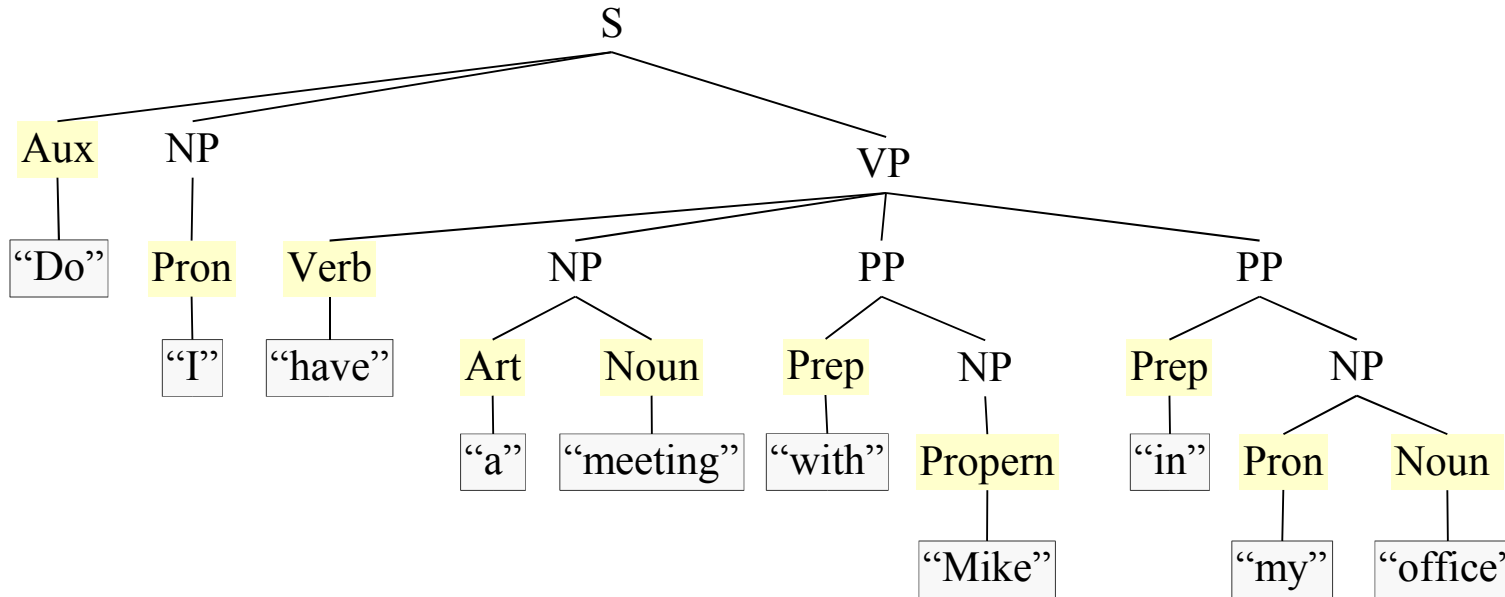 S
Aux NP VP
“Do” Pron Verb NP PP PP
“I” “have” Art Noun Prep NP Prep NP
“a” “meeting” “with” Propern “in” Pron Noun
“Mike” “my” “office”